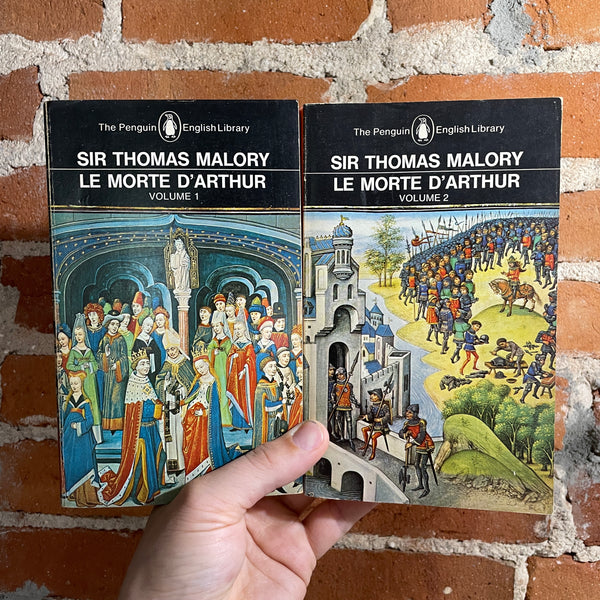 The Penguin English Library
SIR THOMAS MALORY
LE MORTE D'ARTHUR
VOLUME 1
The Penguin English Library
SIR THOMAS MALORY
LE MORTE D'ARTHUR
VOLUME 2